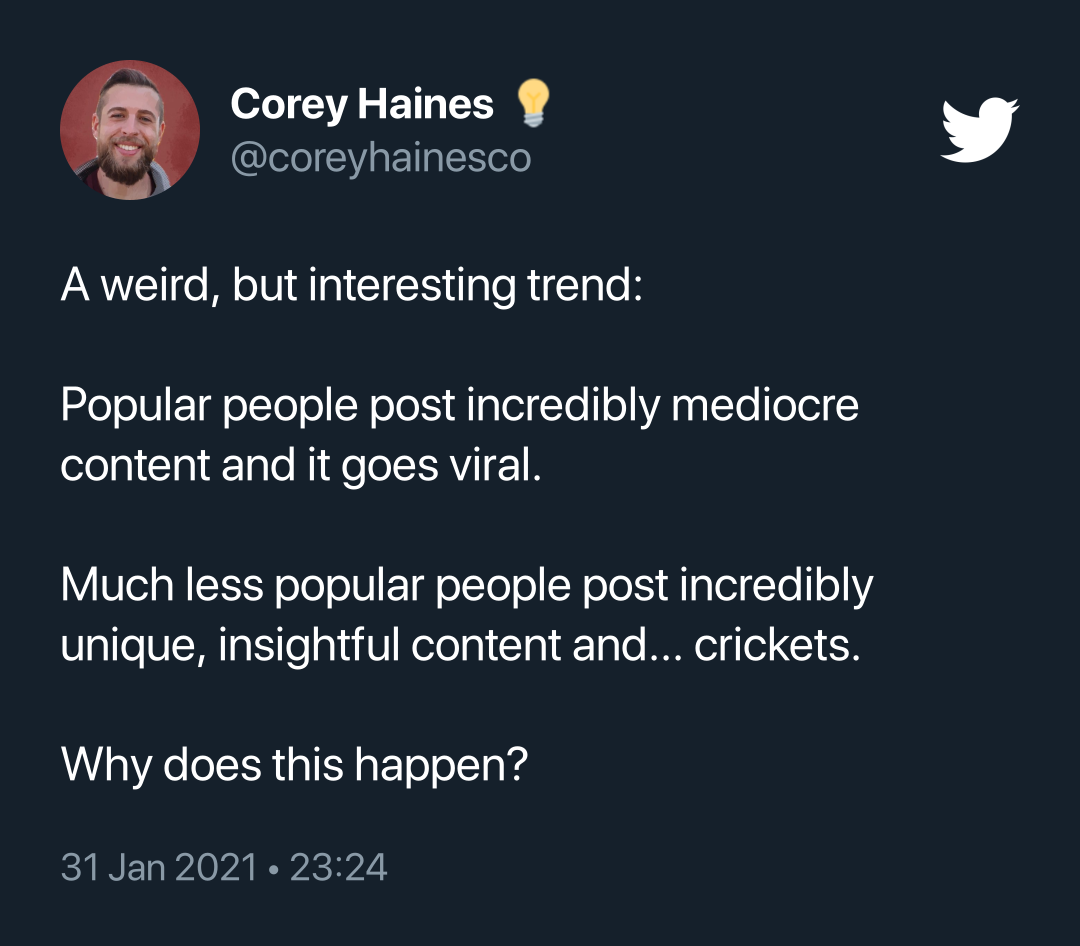 Corey Haines 💡
@coreyhainesco
A weird, but interesting trend:
Popular people post incredibly mediocre
content and it goes viral.
Much less popular people post incredibly
unique, insightful content and... crickets.
Why does this happen?
31 Jan 2021 • 23:24